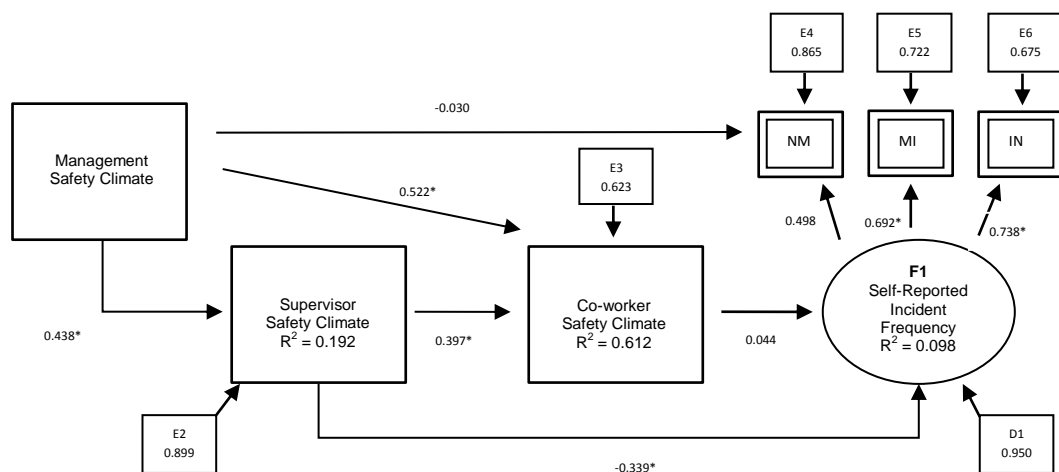 E4
0.865
E5
0.722
E6
0.675
-0.030
NM
MI
IN
Management
Safety Climate
E3
0.623
0.522*
0.498
0.692*
0.738*
F1
Self-Reported
Incident
Frequency
R² = 0.098
Supervisor
Safety Climate
R² = 0.192
Co-worker
Safety Climate
R² = 0.612
0.438*
0.397*
0.044
E2
0.899
D1
0.950
-0.339*